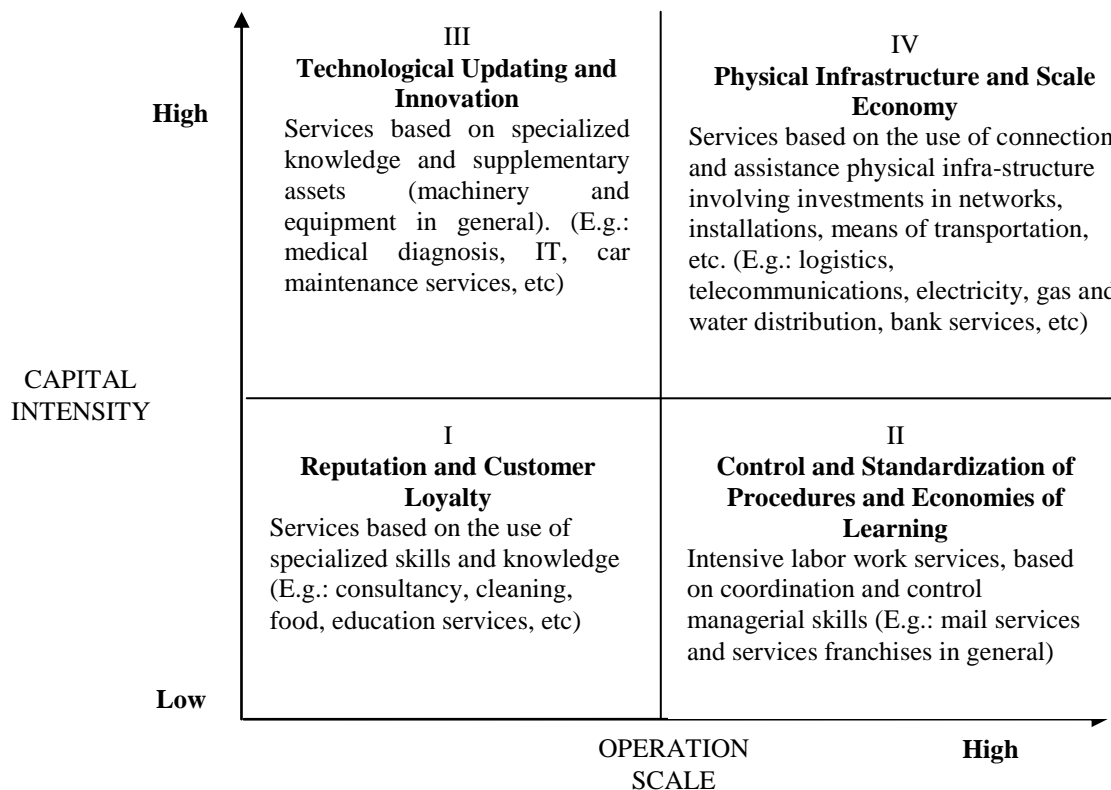 III
Technological Updating and
Innovation
Services based on specialized
knowledge and supplementary
assets (machinery and
equipment in general). (E.g.:
medical diagnosis, IT, car
maintenance services, etc)
IV
Physical Infrastructure and Scale
Economy
Services based on the use of connection
and assistance physical infra-structure
involving investments in networks,
installations, means of transportation,
etc. (E.g.: logistics,
telecommunications, electricity, gas and
water distribution, bank services, etc)
High
CAPITAL
INTENSITY
I
Reputation and Customer
Loyalty
Services based on the use of
specialized skills and knowledge
(E.g.: consultancy, cleaning,
food, education services, etc)
II
Control and Standardization of
Procedures and Economies of
Learning
Intensive labor work services, based
on coordination and control
managerial skills (E.g.: mail services
and services franchises in general)
Low
OPERATION
SCALE
High